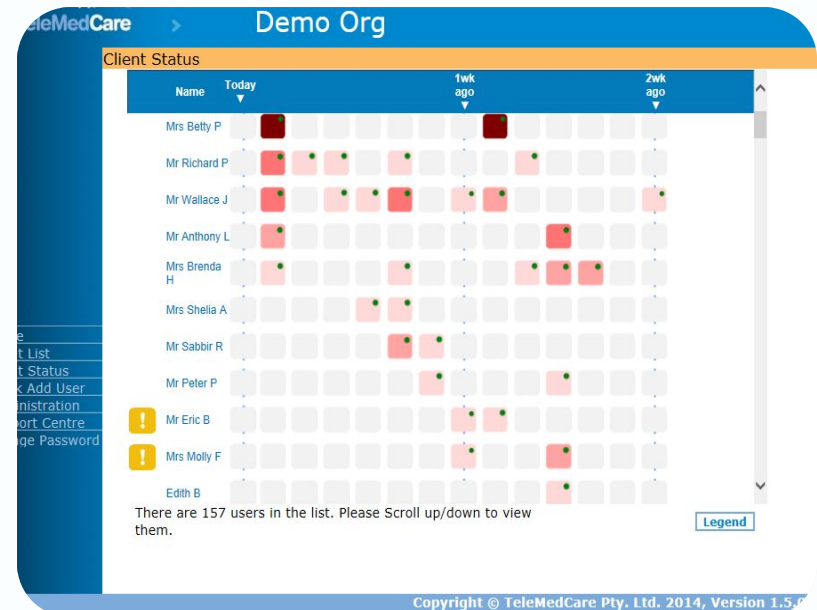 TeleMedCare > Demo Org
Client Status
Name Today 1wk ago 2wk ago
Mrs Betty P
Mr Richard P
Mr Wallace J
Mr Anthony L
Mrs Brenda
H
Mrs Shelia A
Mr Sabbir R
Mr Peter P
! Mr Eric B
! Mrs Molly F
Edith B
t List
t Status
Add User
inistration
ort Centre
ge Password
There are 157 users in the list. Please Scroll up/down to view
them.
Legend
Copyright © TeleMedCare Pty. Ltd. 2014, Version 1.5.